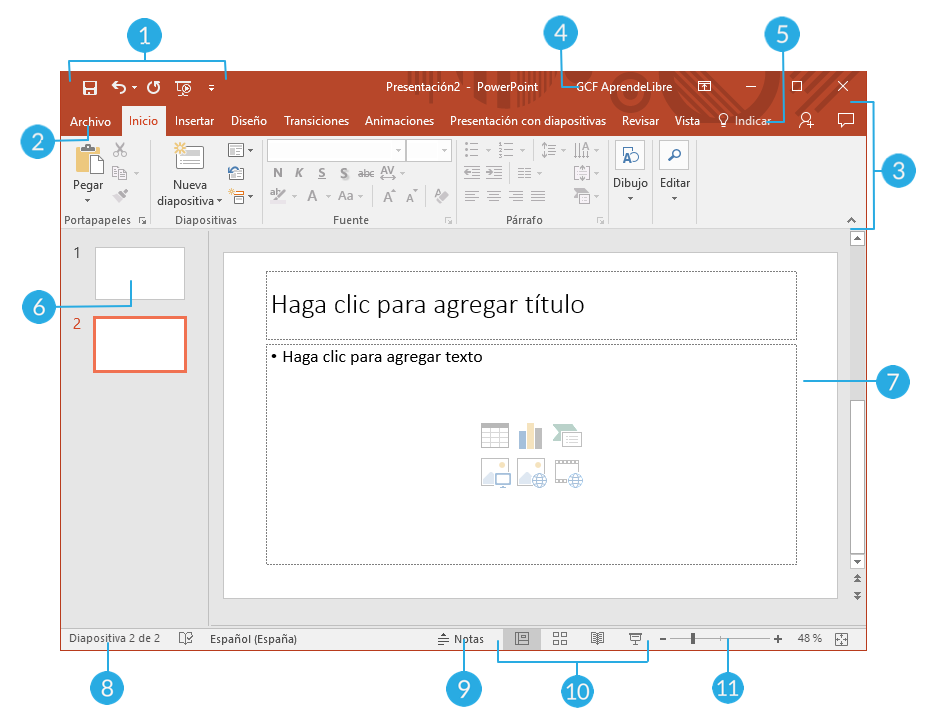 1
4
5
Presentación2 - PowerPoint
GCF AprendeLibre
Archivo Inicio Insertar Diseño Transiciones Animaciones Presentación con diapositivas Revisar Vista Indicar
2
3
Pegar
Nueva
diapositiva
N K S S abc AV
A Aa A A
Dibujo
Editar
Portapapeles Diapositivas Fuente Párrafo
1
6
2
Haga clic para agregar título
• Haga clic para agregar texto
7
Diapositiva 2 de 2 Español (España) Notas 48 %
8
9
10
11